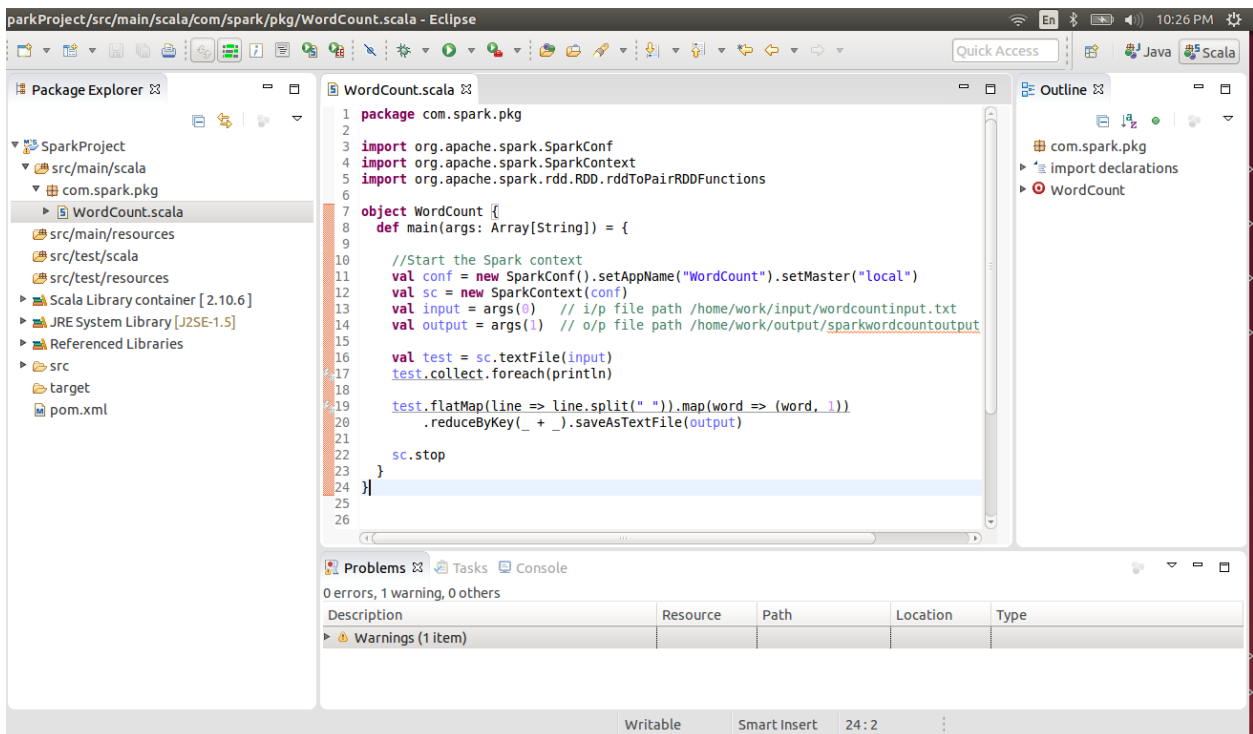 parkProject/src/main/scala/com/spark/pkg/WordCount.scala - Eclipse
En
10:26 PM
Quick Access
Java
Scala
Package Explorer
SparkProject
src/main/scala
com.spark.pkg
WordCount.scala
src/main/resources
src/test/scala
src/test/resources
Scala Library container [ 2.10.6 ]
JRE System Library [J2SE-1.5]
Referenced Libraries
src
target
pom.xml
WordCount.scala
1 package com.spark.pkg
2
3 import org.apache.spark.SparkConf
4 import org.apache.spark.SparkContext
5 import org.apache.spark.rdd.RDD.rddToPairRDDFunctions
6
7 object WordCount {
8   def main(args: Array[String]) = {
9
10     //Start the Spark context
11     val conf = new SparkConf().setAppName("WordCount").setMaster("local")
12     val sc = new SparkContext(conf)
13     val input = args(0)   // i/p file path /home/work/input/wordcountinput.txt
14     val output = args(1)  // o/p file path /home/work/output/sparkwordcountoutput
15
16     val test = sc.textFile(input)
17     test.collect.foreach(println)
18
19     test.flatMap(line => line.split(" ")).map(word => (word, 1))
20         .reduceByKey(_ + _).saveAsTextFile(output)
21
22     sc.stop
23   }
24 }
25
26
Outline
com.spark.pkg
import declarations
WordCount
Problems Tasks Console
0 errors, 1 warning, 0 others
Description Resource Path Location Type
Warnings (1 item)
Writable Smart Insert 24 : 2